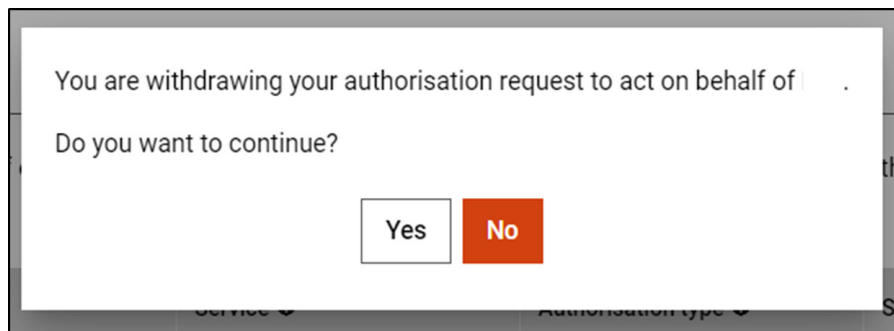 You are withdrawing your authorisation request to act on behalf of .
Do you want to continue?
Yes No
Service Authorisation type